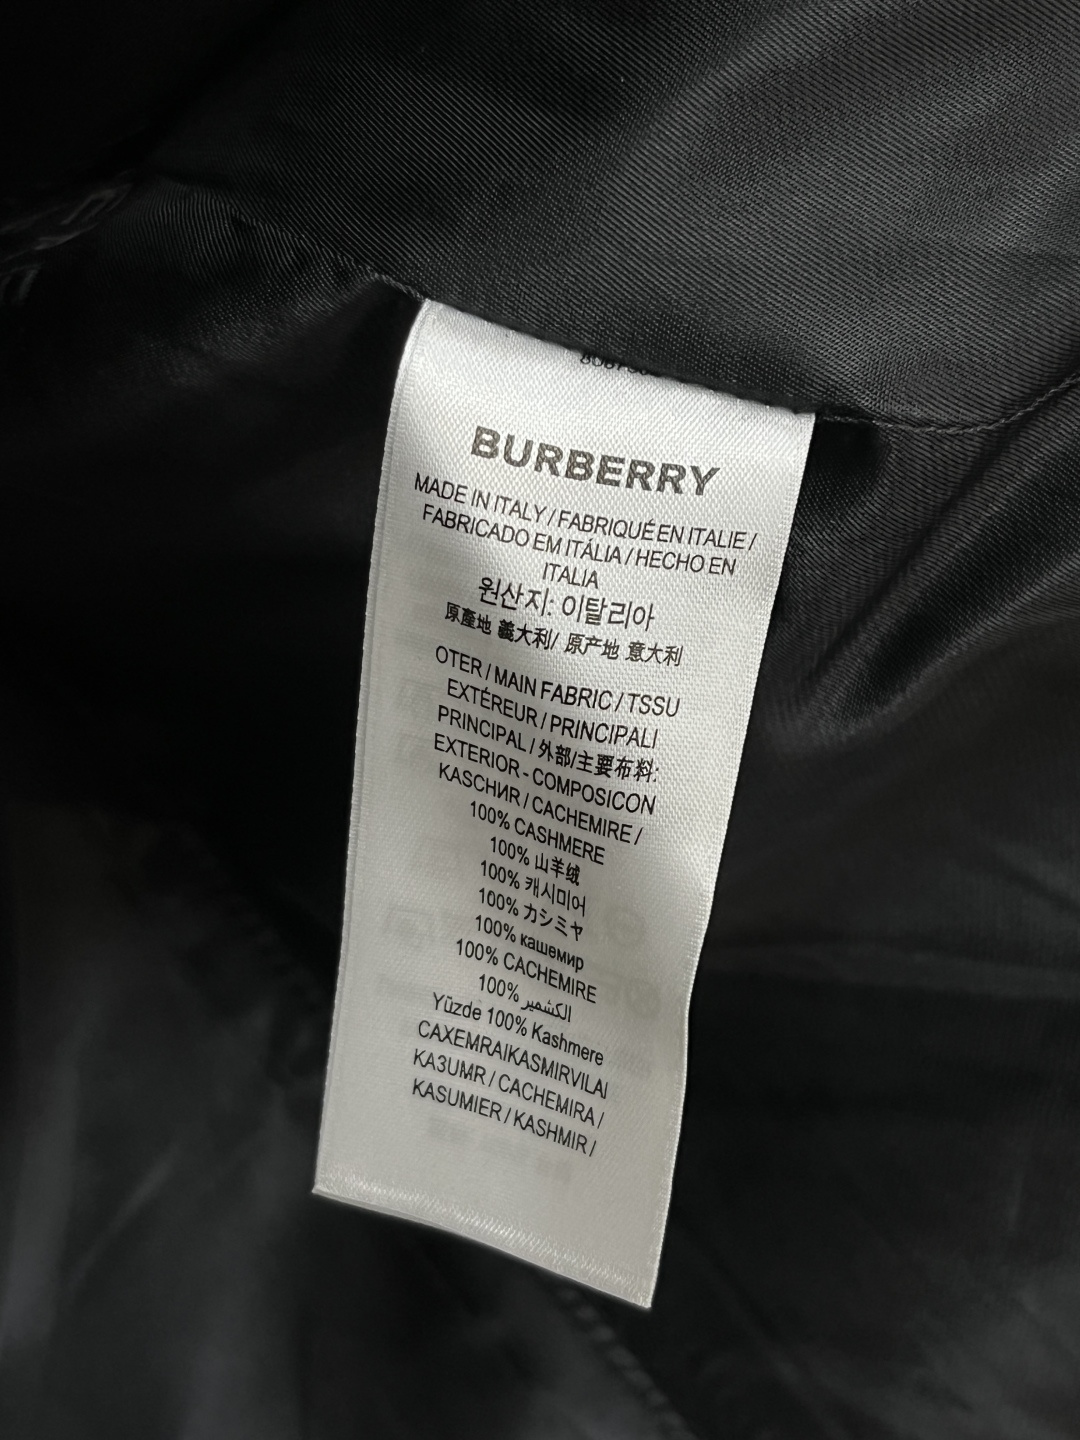 BURBERRY
MADE IN ITALY / FABRIQUÉ EN ITALIE /
FABRICADO EM ITÁLIA / HECHO EN
ITALIA
원산지: 이탈리아
原產地 義大利/ 原产地 意大利
OTER / MAIN FABRIC / TSSU
EXTÉREUR / PRINCIPALI
PRINCIPAL / 外部/主要布料:
EXTERIOR - COMPOSICON
KASCHИR / CACHEMIRE /
100% CASHMERE
100% 山羊绒
100% 캐시미어
100% カシミヤ
100% кашемир
100% CACHEMIRE
100% الكشمير
Yüzde 100% Kashmere
CAXEMRAIKASMIRVILAI
KA3UMR / CACHEMIRA /
KASUMIER / KASHMIR /